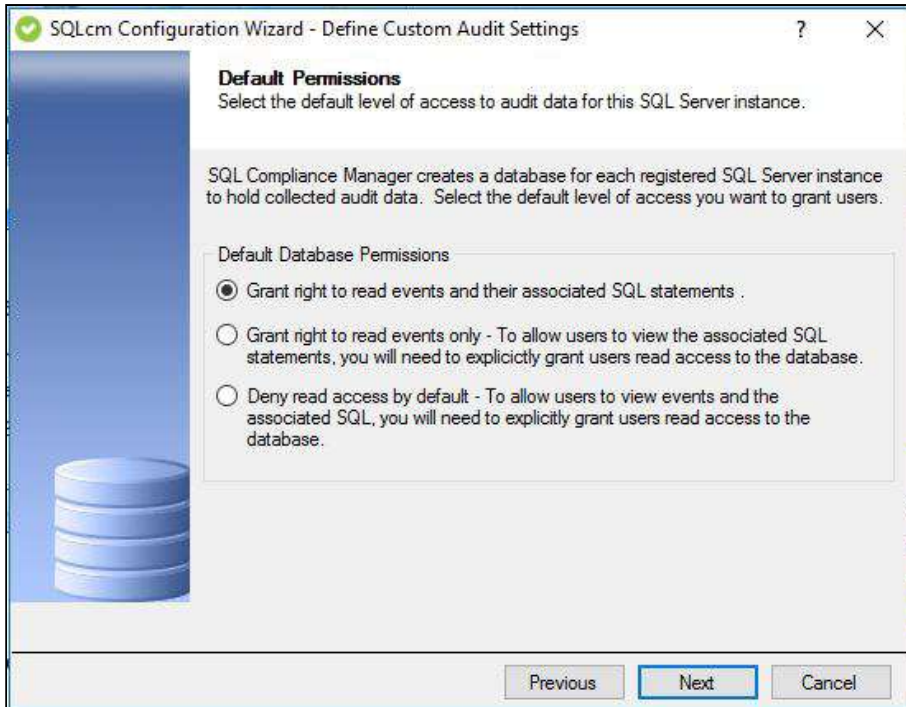 SQLcm Configuration Wizard - Define Custom Audit Settings
?
Default Permissions
Select the default level of access to audit data for this SQL Server instance.
SQL Compliance Manager creates a database for each registered SQL Server instance
to hold collected audit data. Select the default level of access you want to grant users.
Default Database Permissions
Grant right to read events and their associated SQL statements .
Grant right to read events only - To allow users to view the associated SQL
statements, you will need to explicictly grant users read access to the database.
Deny read access by default - To allow users to view events and the
associated SQL, you will need to explicitly grant users read access to the
database.
Previous
Next
Cancel